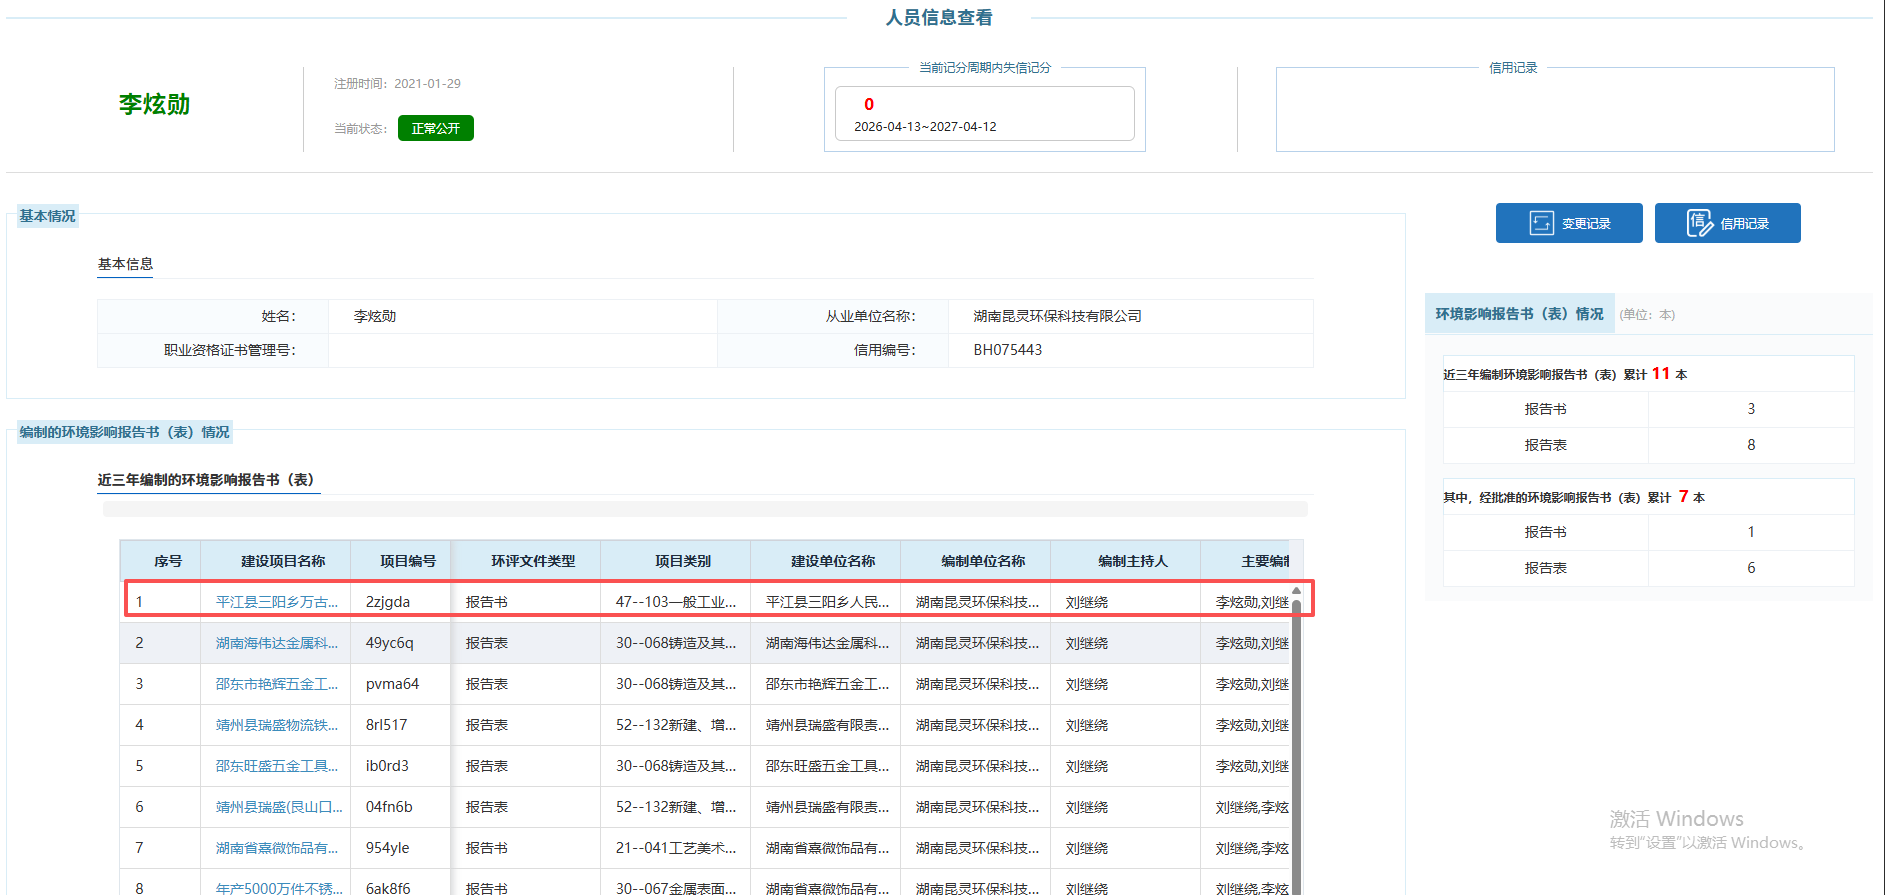 人员信息查看
李炫勋
注册时间：2021-01-29
当前状态：正常公开
当前记分周期内失信记分
0
2026-04-13~2027-04-12
信用记录
基本情况
变更记录
信用记录
基本信息
姓名： 李炫勋 从业单位名称： 湖南昆灵环保科技有限公司
职业资格证书管理号： 信用编号： BH075443
环境影响报告书（表）情况 (单位：本)
近三年编制环境影响报告书（表）累计 11 本
报告书 3
报告表 8
其中，经批准的环境影响报告书（表）累计 7 本
报告书 1
报告表 6
编制的环境影响报告书（表）情况
近三年编制的环境影响报告书（表）
序号 建设项目名称 项目编号 环评文件类型 项目类别 建设单位名称 编制单位名称 编制主持人 主要编制
1 平江县三阳乡万古... 2zjgda 报告书 47--103—般工业... 平江县三阳乡人民... 湖南昆灵环保科技... 刘继绕 李炫勋,刘继
2 湖南海伟达金属科... 49yc6q 报告表 30--068铸造及其... 湖南海伟达金属科... 湖南昆灵环保科技... 刘继绕 李炫勋,刘继
3 邵东市艳辉五金工... pvma64 报告表 30--068铸造及其... 邵东市艳辉五金工... 湖南昆灵环保科技... 刘继绕 李炫勋,刘继
4 靖州县瑞盛物流铁... 8rl517 报告表 52--132新建、增... 靖州县瑞盛有限责... 湖南昆灵环保科技... 刘继绕 李炫勋,刘继
5 邵东旺盛五金工具... ib0rd3 报告表 30--068铸造及其... 邵东旺盛五金工具... 湖南昆灵环保科技... 刘继绕 李炫勋,刘继
6 靖州县瑞盛(艮山口... 04fn6b 报告表 52--132新建、增... 靖州县瑞盛有限责... 湖南昆灵环保科技... 刘继绕 刘继绕,李炫
7 湖南省熹微饰品有... 954yle 报告书 21--041工艺美术... 湖南省熹微饰品有... 湖南昆灵环保科技... 刘继绕 刘继绕,李炫
8 年产5000万件不锈... 6ak8f6 报告书 30--067金属表面... 湖南省熹微饰品有... 湖南昆灵环保科技... 刘继绕 刘继绕,李炫
激活 Windows
转到“设置”以激活 Windows。